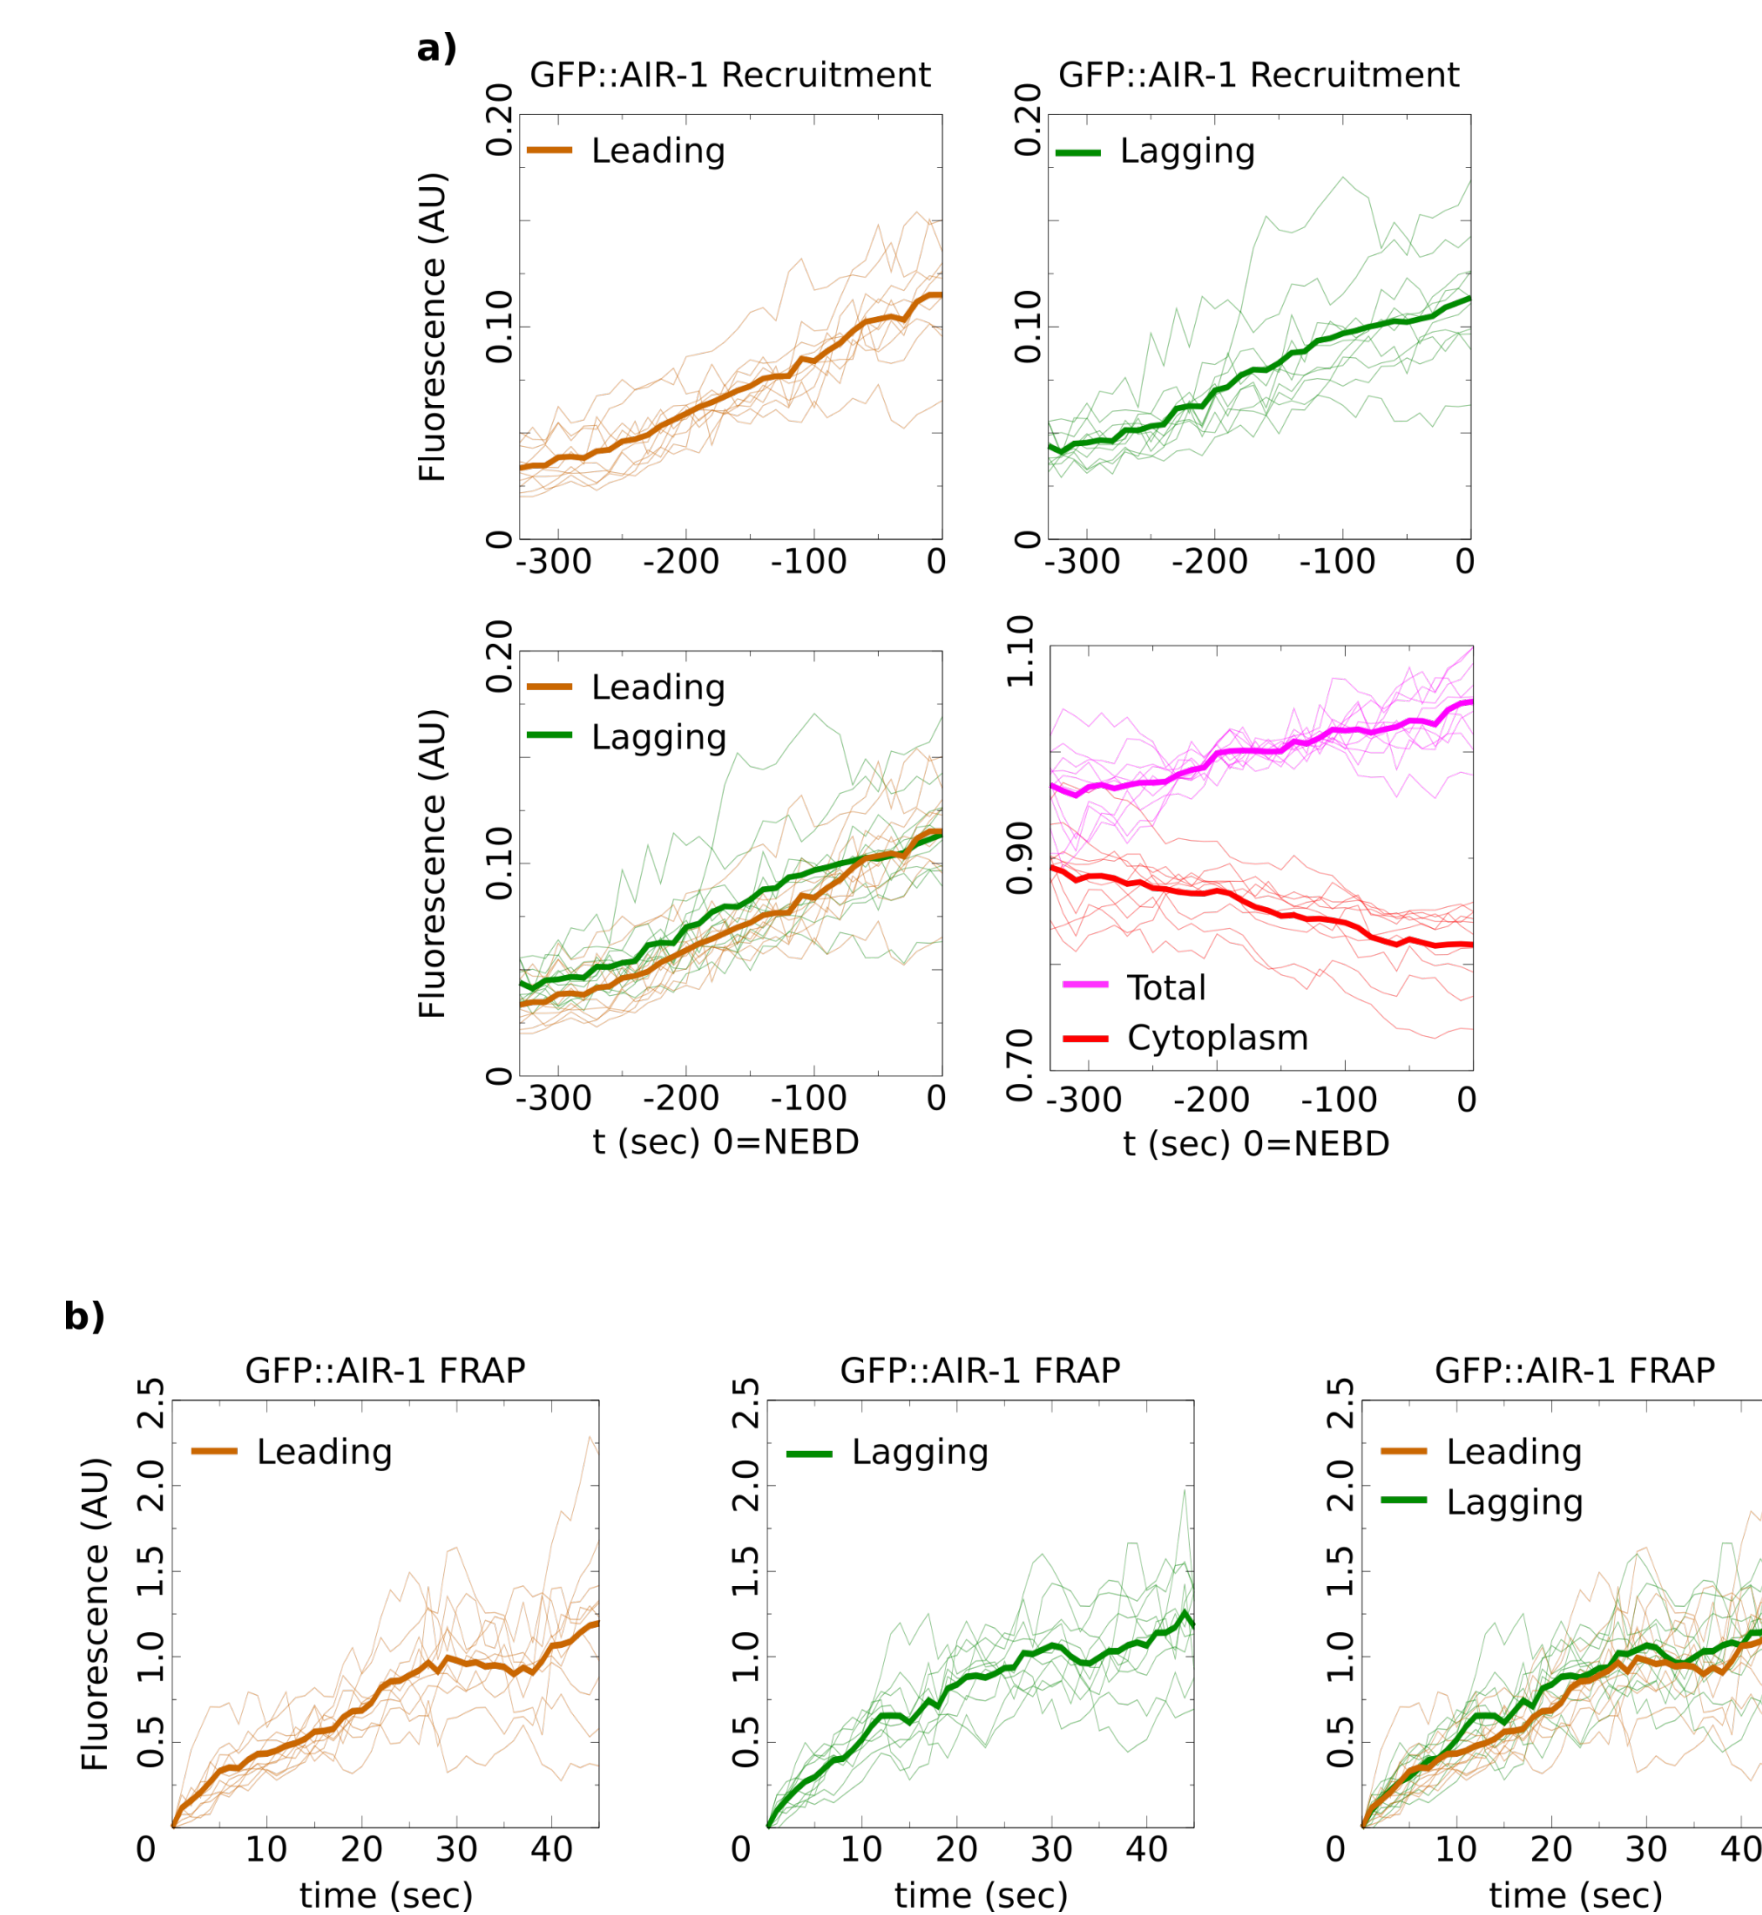 a)
GFP::AIR-1 Recruitment
Fluorescence (AU)
0.20
0.10
0
Leading
-300 -200 -100 0
GFP::AIR-1 Recruitment
0.20
0.10
0
Lagging
-300 -200 -100 0
Fluorescence (AU)
0.20
0.10
0
Leading
Lagging
-300 -200 -100 0
t (sec) 0=NEBD
1.10
0.90
0.70
Total
Cytoplasm
-300 -200 -100 0
t (sec) 0=NEBD
b)
GFP::AIR-1 FRAP
Fluorescence (AU)
2.5
2.0
1.5
1.0
0.5
Leading
0 10 20 30 40
time (sec)
GFP::AIR-1 FRAP
2.5
2.0
1.5
1.0
0.5
Lagging
0 10 20 30 40
time (sec)
GFP::AIR-1 FRAP
2.5
2.0
1.5
1.0
0.5
Leading
Lagging
0 10 20 30 40
time (sec)